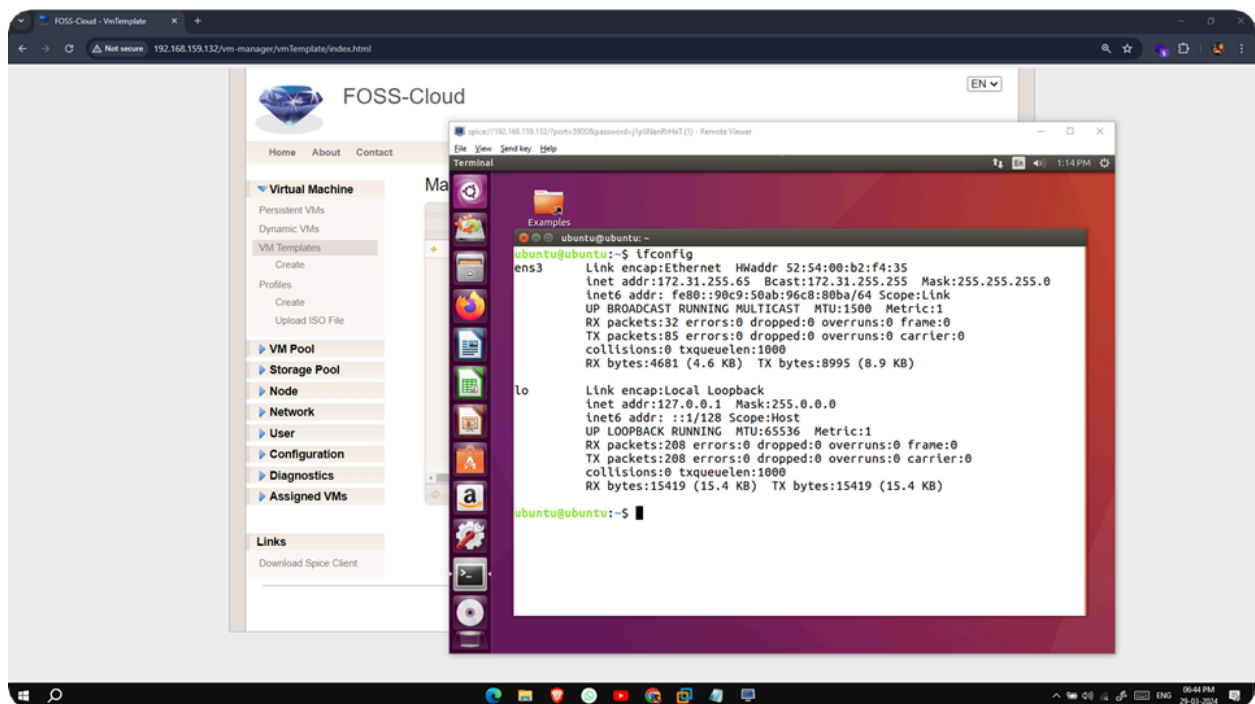 FOSS-Cloud - VmTemplate
Not secure 192.168.159.132/vm-manager/vmTemplate/index.html
FOSS-Cloud
EN
Home About Contact
Virtual Machine
Persistent VMs
Dynamic VMs
VM Templates
Create
Profiles
Create
Upload ISO File
VM Pool
Storage Pool
Node
Network
User
Configuration
Diagnostics
Assigned VMs
Links
Download Spice Client
Ma
(1) - Remote Viewer
File View Send key Help
Terminal
En 1:14 PM
Examples
ubuntu@ubuntu: ~
ubuntu@ubuntu:~$ ifconfig
ens3 Link encap:Ethernet HWaddr 52:54:00:b2:f4:35
inet addr:172.31.255.65 Bcast:172.31.255.255 Mask:255.255.255.0
inet6 addr: fe80::90c9:50ab:96c8:80ba/64 Scope:Link
UP BROADCAST RUNNING MULTICAST MTU:1500 Metric:1
RX packets:32 errors:0 dropped:0 overruns:0 frame:0
TX packets:85 errors:0 dropped:0 overruns:0 carrier:0
collisions:0 txqueuelen:1000
RX bytes:4681 (4.6 KB) TX bytes:8995 (8.9 KB)
lo Link encap:Local Loopback
inet addr:127.0.0.1 Mask:255.0.0.0
inet6 addr: ::1/128 Scope:Host
UP LOOPBACK RUNNING MTU:65536 Metric:1
RX packets:208 errors:0 dropped:0 overruns:0 frame:0
TX packets:208 errors:0 dropped:0 overruns:0 carrier:0
collisions:0 txqueuelen:1000
RX bytes:15419 (15.4 KB) TX bytes:15419 (15.4 KB)
ubuntu@ubuntu:~$
ENG
06:44 PM
29-03-2024